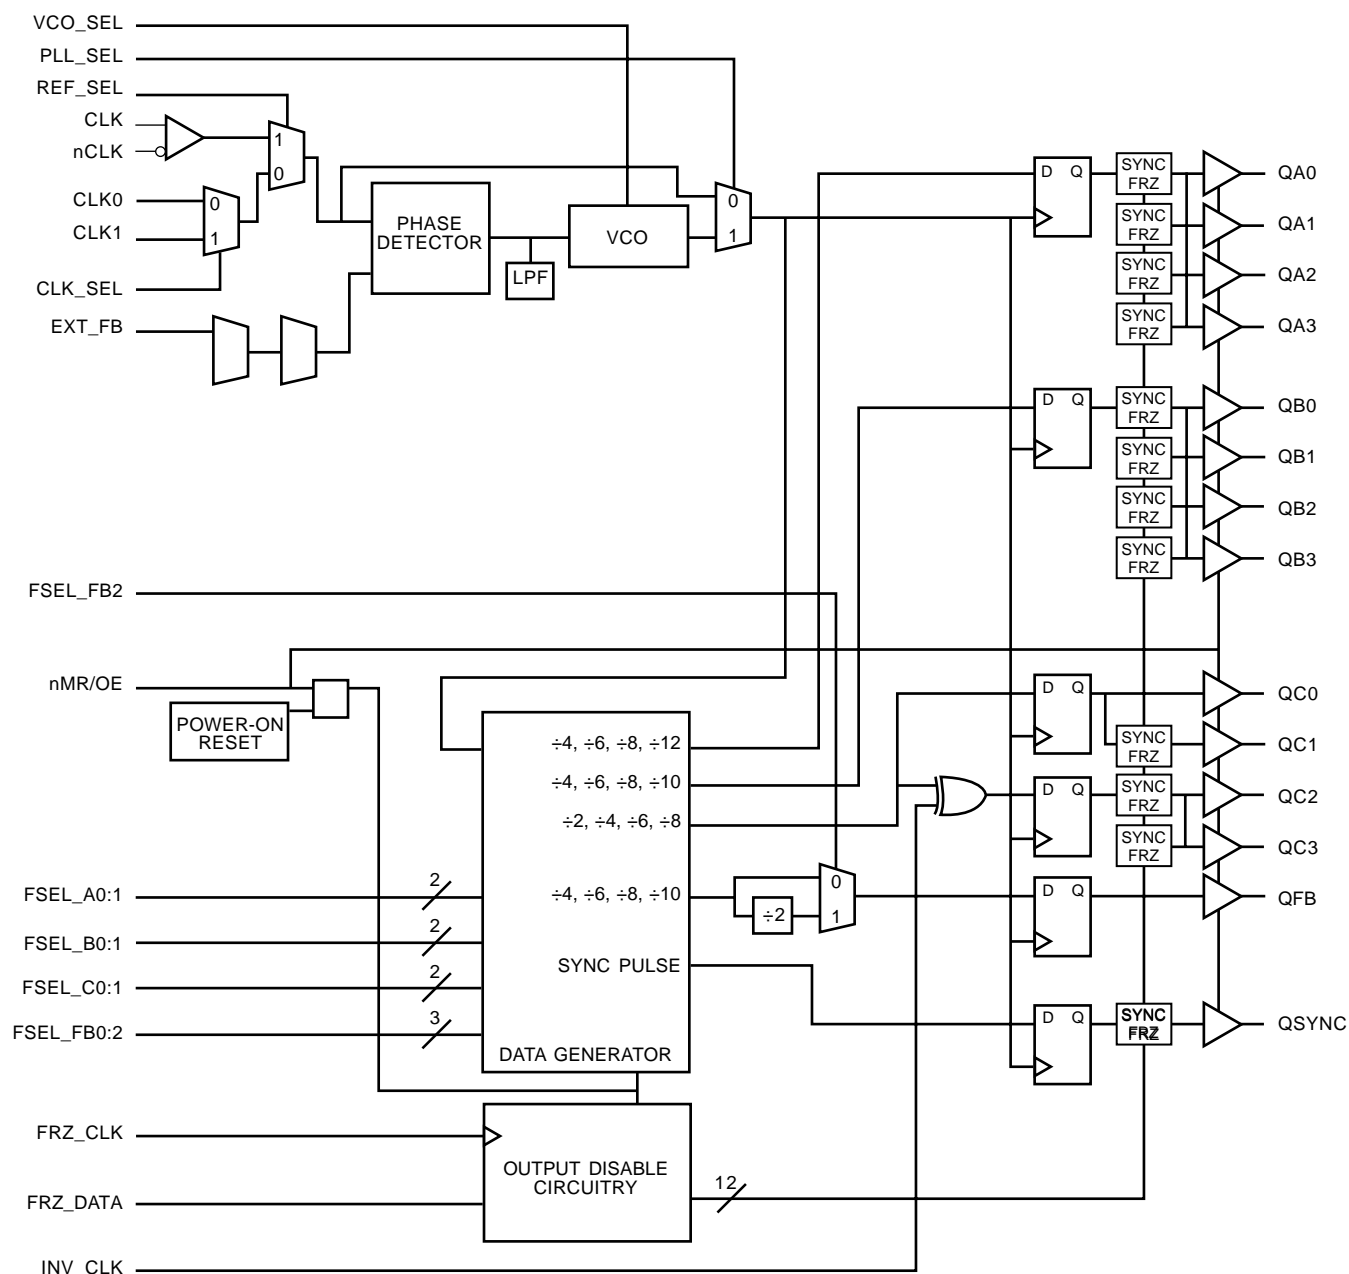 VCO_SEL
PLL_SEL
REF_SEL
CLK
nCLK
CLK0
CLK1
CLK_SEL
EXT_FB
1
0
0
1
PHASE
DETECTOR
LPF
VCO
0
1
D Q
SYNC
FRZ
QA0
SYNC
FRZ
QA1
SYNC
FRZ
QA2
SYNC
FRZ
QA3
D Q
SYNC
FRZ
QB0
SYNC
FRZ
QB1
SYNC
FRZ
QB2
SYNC
FRZ
QB3
FSEL_FB2
nMR/OE
POWER-ON
RESET
÷4, ÷6, ÷8, ÷12
÷4, ÷6, ÷8, ÷10
÷2, ÷4, ÷6, ÷8
÷4, ÷6, ÷8, ÷10
SYNC PULSE
DATA GENERATOR
D Q
QC0
SYNC
FRZ
QC1
D Q
SYNC
FRZ
QC2
SYNC
FRZ
QC3
÷2
0
1
D Q
QFB
D Q
SYNC
FRZ
QSYNC
FSEL_A0:1
2
FSEL_B0:1
2
FSEL_C0:1
2
FSEL_FB0:2
3
FRZ_CLK
OUTPUT DISABLE
CIRCUITRY
12
FRZ_DATA
INV_CLK